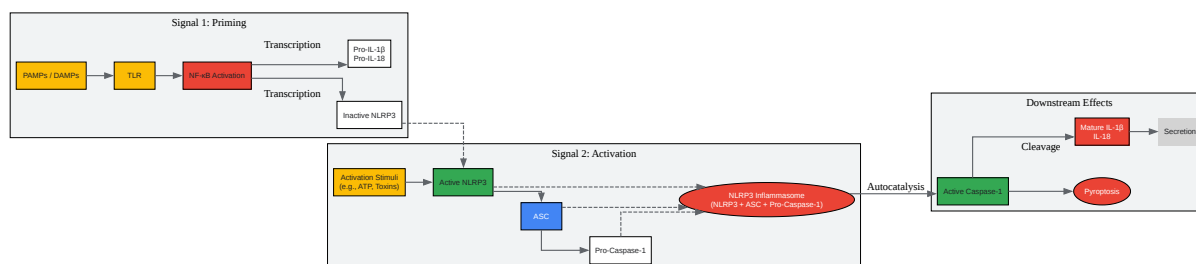 Signal 1: Priming
Transcription
Pro-IL-1β
Pro-IL-18
PAMPs / DAMPs
TLR
NF-κB Activation
Transcription
Inactive NLRP3
Signal 2: Activation
Activation Stimuli
(e.g., ATP, Toxins)
Active NLRP3
ASC
Pro-Caspase-1
NLRP3 Inflammasome
(NLRP3 + ASC + Pro-Caspase-1)
Autocatalysis
Downstream Effects
Mature IL-1β
IL-18
Secretion
Cleavage
Active Caspase-1
Pyroptosis